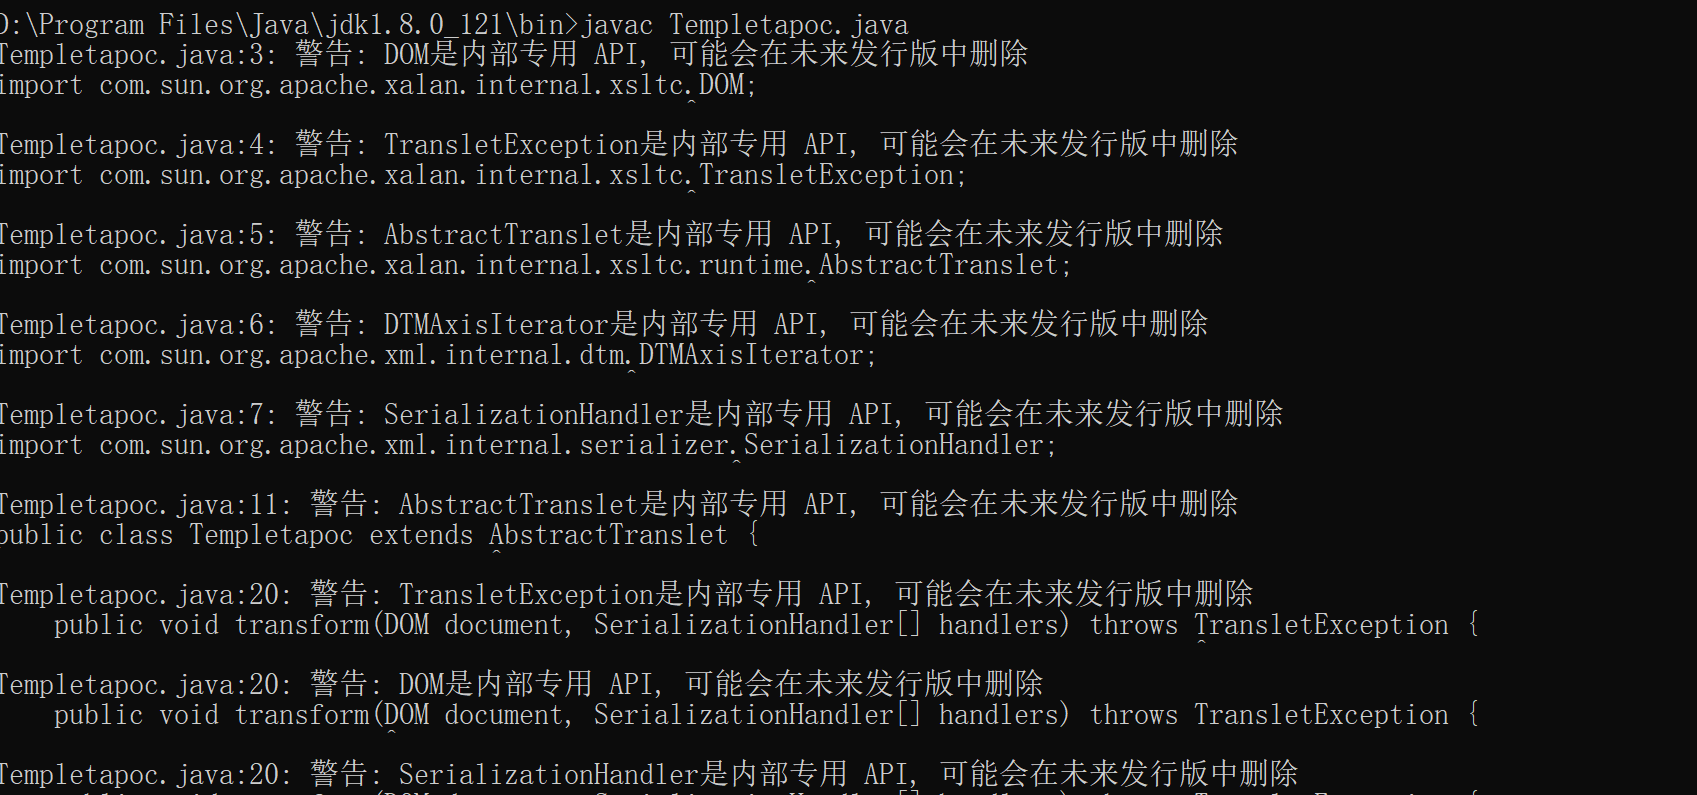 D:\Program Files\Java\jdk1.8.0_121\bin>javac Templetapoc.java
Templetapoc.java:3: 警告: DOM是内部专用 API, 可能会在未来发行版中删除
import com.sun.org.apache.xalan.internal.xsltc.DOM;
^
Templetapoc.java:4: 警告: TransletException是内部专用 API, 可能会在未来发行版中删除
import com.sun.org.apache.xalan.internal.xsltc.TransletException;
^
Templetapoc.java:5: 警告: AbstractTranslet是内部专用 API, 可能会在未来发行版中删除
import com.sun.org.apache.xalan.internal.xsltc.runtime.AbstractTranslet;
^
Templetapoc.java:6: 警告: DTMAxisIterator是内部专用 API, 可能会在未来发行版中删除
import com.sun.org.apache.xml.internal.dtm.DTMAxisIterator;
^
Templetapoc.java:7: 警告: SerializationHandler是内部专用 API, 可能会在未来发行版中删除
import com.sun.org.apache.xml.internal.serializer.SerializationHandler;
^
Templetapoc.java:11: 警告: AbstractTranslet是内部专用 API, 可能会在未来发行版中删除
public class Templetapoc extends AbstractTranslet {
^
Templetapoc.java:20: 警告: TransletException是内部专用 API, 可能会在未来发行版中删除
public void transform(DOM document, SerializationHandler[] handlers) throws TransletException {
^
Templetapoc.java:20: 警告: DOM是内部专用 API, 可能会在未来发行版中删除
public void transform(DOM document, SerializationHandler[] handlers) throws TransletException {
^
Templetapoc.java:20: 警告: SerializationHandler是内部专用 API, 可能会在未来发行版中删除